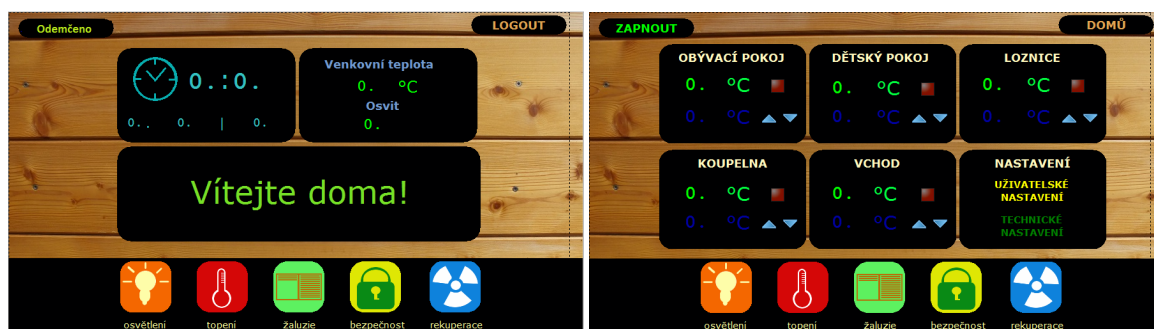 Odemčeno
LOGOUT
0.:0.
0.. 0. | 0.
Venkovní teplota
0. °C
Osvit
0.
Vítejte doma!
osvětlení topení žaluzie bezpečnost rekuperace
ZAPNOUT
DOMŮ
OBÝVACÍ POKOJ
0. °C
0. °C
DĚTSKÝ POKOJ
0. °C
0. °C
LOZNICE
0. °C
0. °C
KOUPELNA
0. °C
0. °C
VCHOD
0. °C
0. °C
NASTAVENÍ
UŽIVATELSKÉ
NASTAVENÍ
TECHNICKÉ
NASTAVENÍ
osvětlení topení žaluzie bezpečnost rekuperace